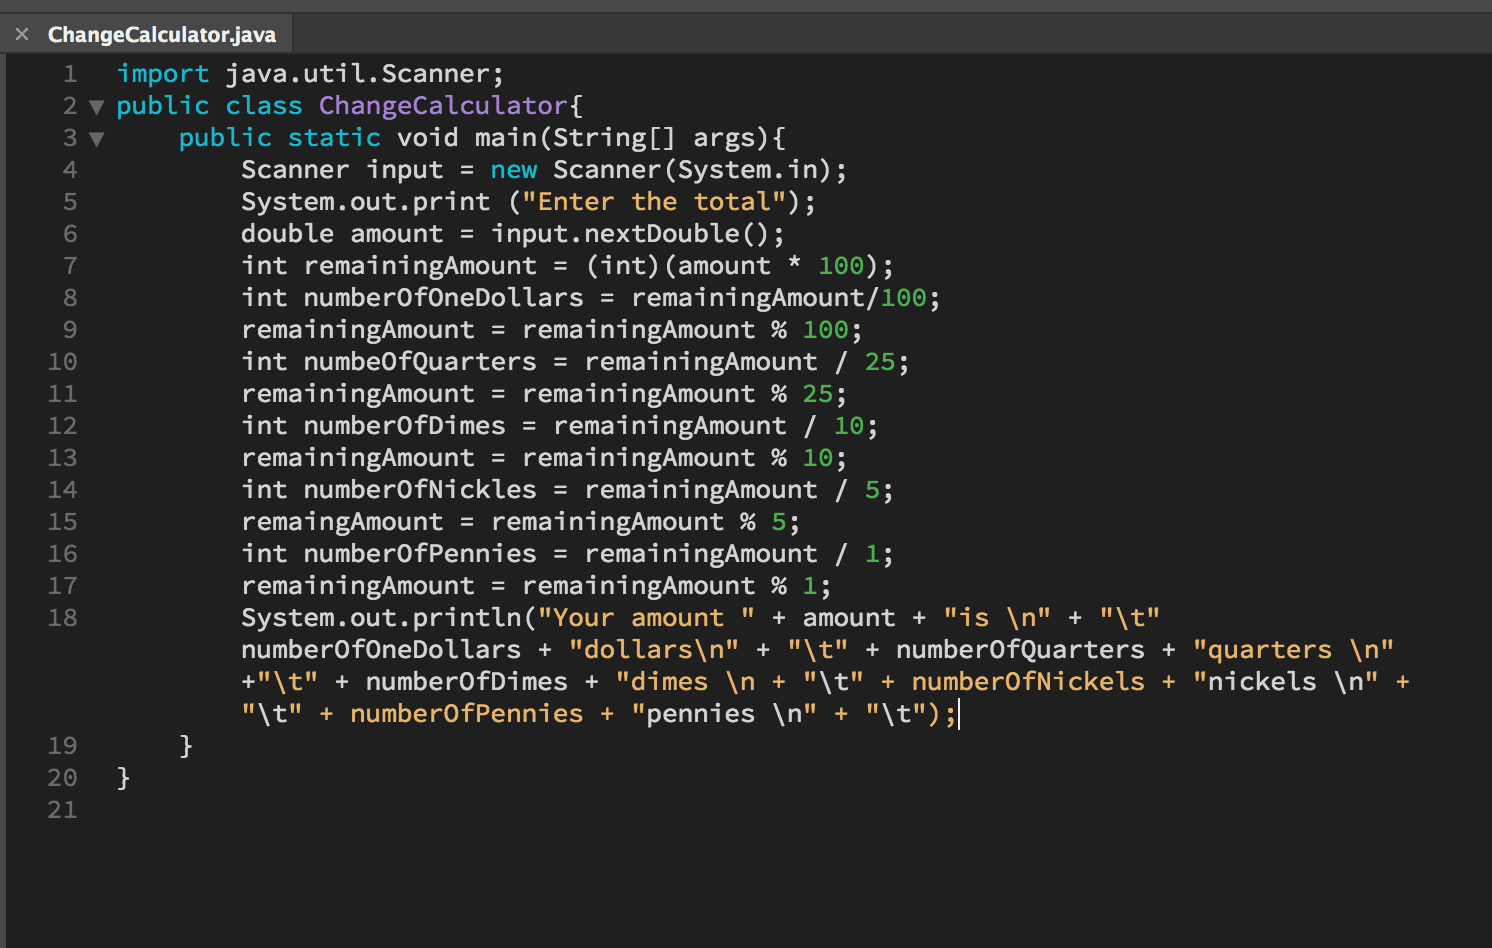 × ChangeCalculator.java
1 import java.util.Scanner;
2 ▼ public class ChangeCalculator{
3 ▼ public static void main(String[] args){
4 Scanner input = new Scanner(System.in);
5 System.out.print ("Enter the total");
6 double amount = input.nextDouble();
7 int remainingAmount = (int)(amount * 100);
8 int numberOfOneDollars = remainingAmount/100;
9 remainingAmount = remainingAmount % 100;
10 int numbeOfQuarters = remainingAmount / 25;
11 remainingAmount = remainingAmount % 25;
12 int numberOfDimes = remainingAmount / 10;
13 remainingAmount = remainingAmount % 10;
14 int numberOfNickles = remainingAmount / 5;
15 remaingAmount = remainingAmount % 5;
16 int numberOfPennies = remainingAmount / 1;
17 remainingAmount = remainingAmount % 1;
18 System.out.println("Your amount " + amount + "is \n" + "\t"
numberOfOneDollars + "dollars\n" + "\t" + numberOfQuarters + "quarters \n"
+"\t" + numberOfDimes + "dimes \n + "\t" + numberOfNickels + "nickels \n" +
"\t" + numberOfPennies + "pennies \n" + "\t");
19 }
20 }
21